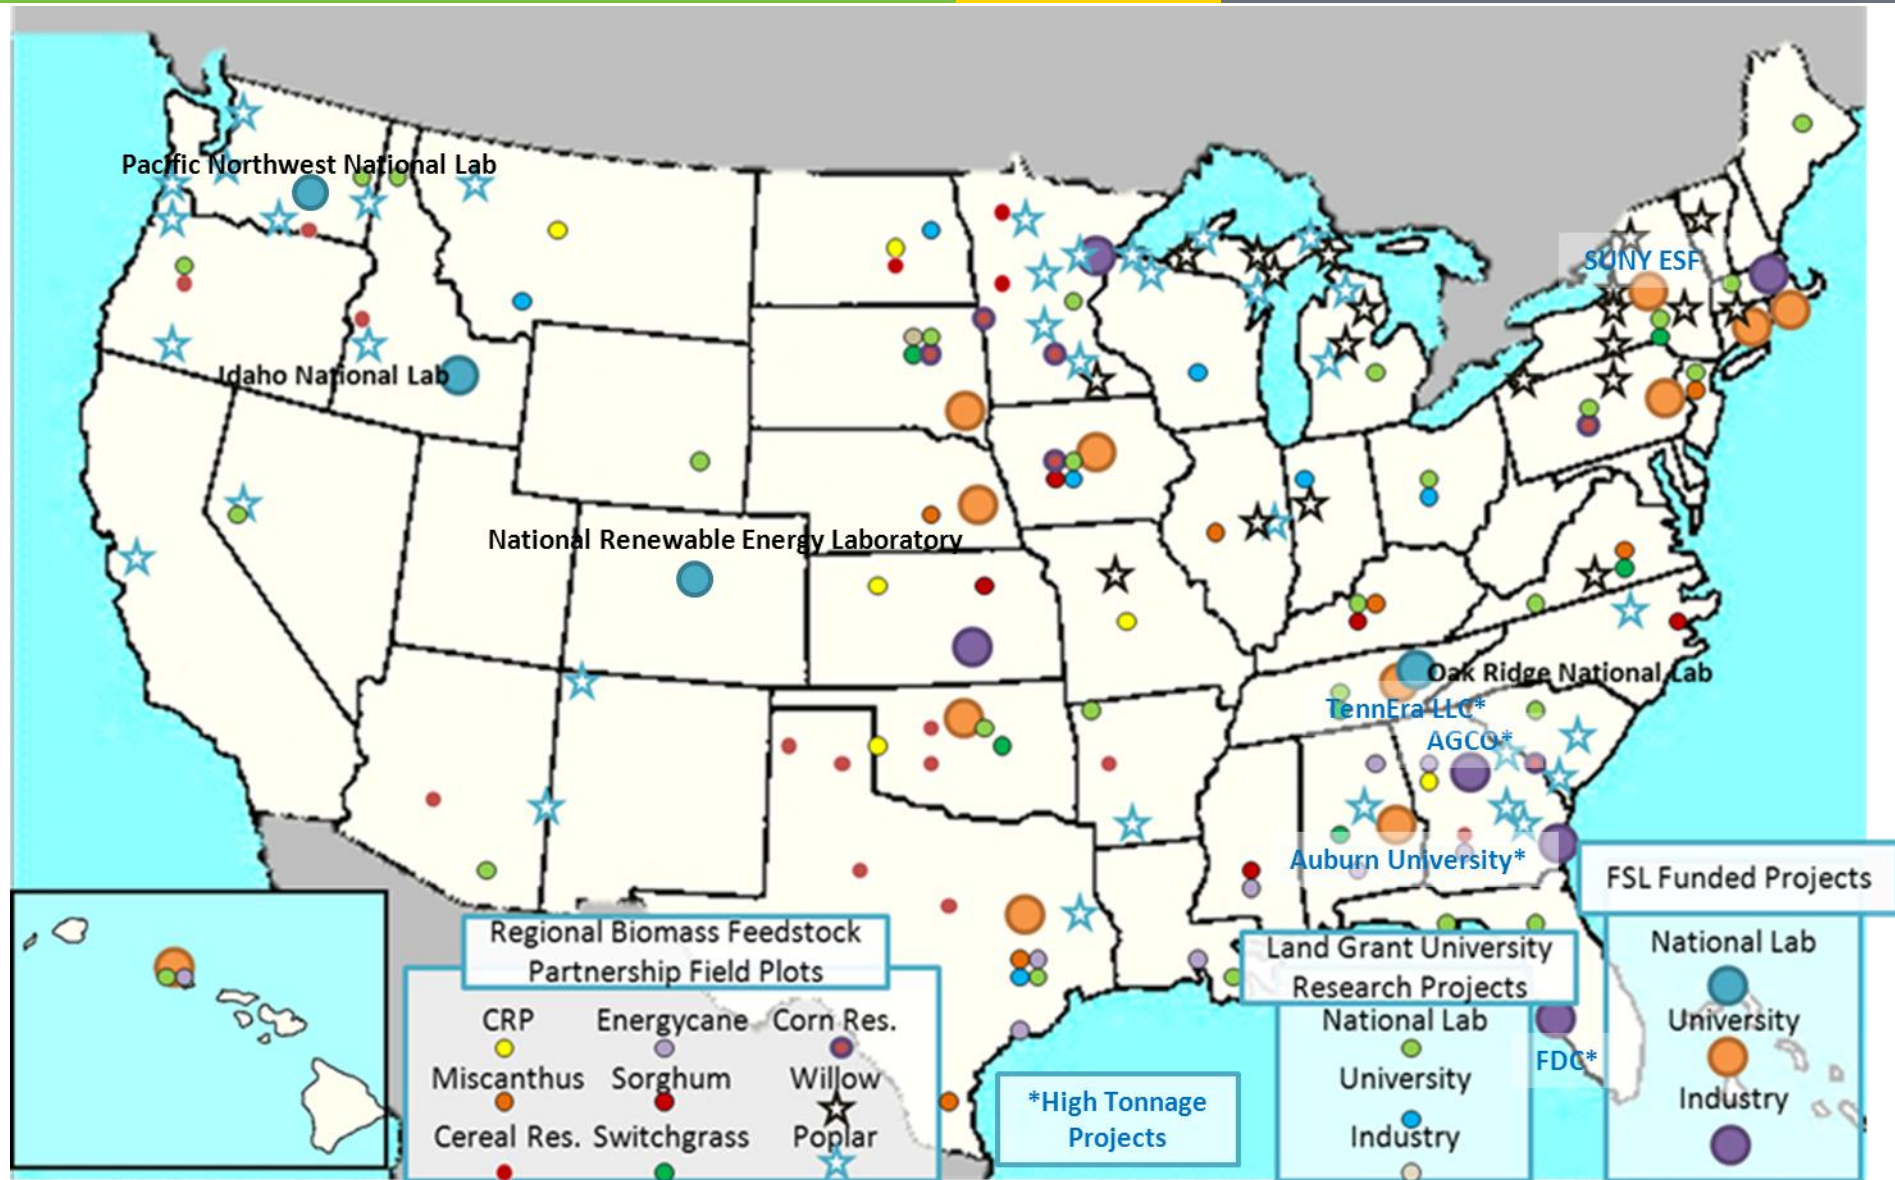 Pacific Northwest National Lab
SUNY ESF
Idaho National Lab
National Renewable Energy Laboratory
Oak Ridge National Lab
TennEra LLC*
AGCO*
Auburn University*
FSL Funded Projects
National Lab
University
Industry
Regional Biomass Feedstock
Partnership Field Plots
CRP Energycane Corn Res.
Miscanthus Sorghum Willow
Cereal Res. Switchgrass Poplar
*High Tonnage
Projects
Land Grant University
Research Projects
National Lab
University
Industry
FDC*